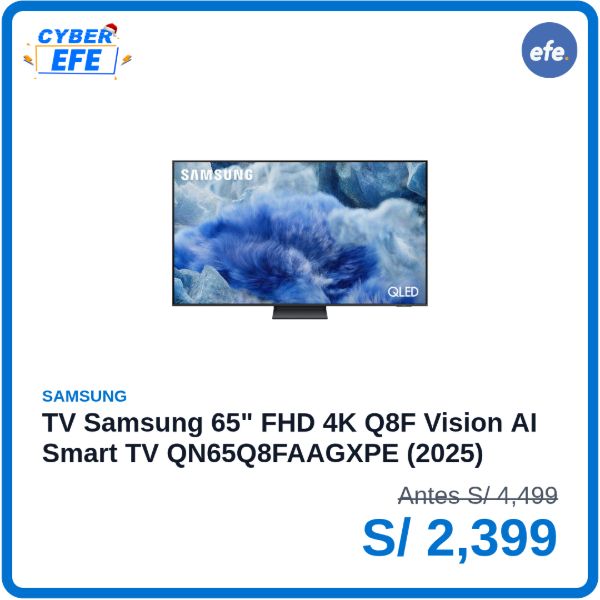 CYBER
EFE
efe.
SAMSUNG
QLED
SAMSUNG
TV Samsung 65" FHD 4K Q8F Vision AI
Smart TV QN65Q8FAAGXPE (2025)
Antes S/ 4,499
S/ 2,399